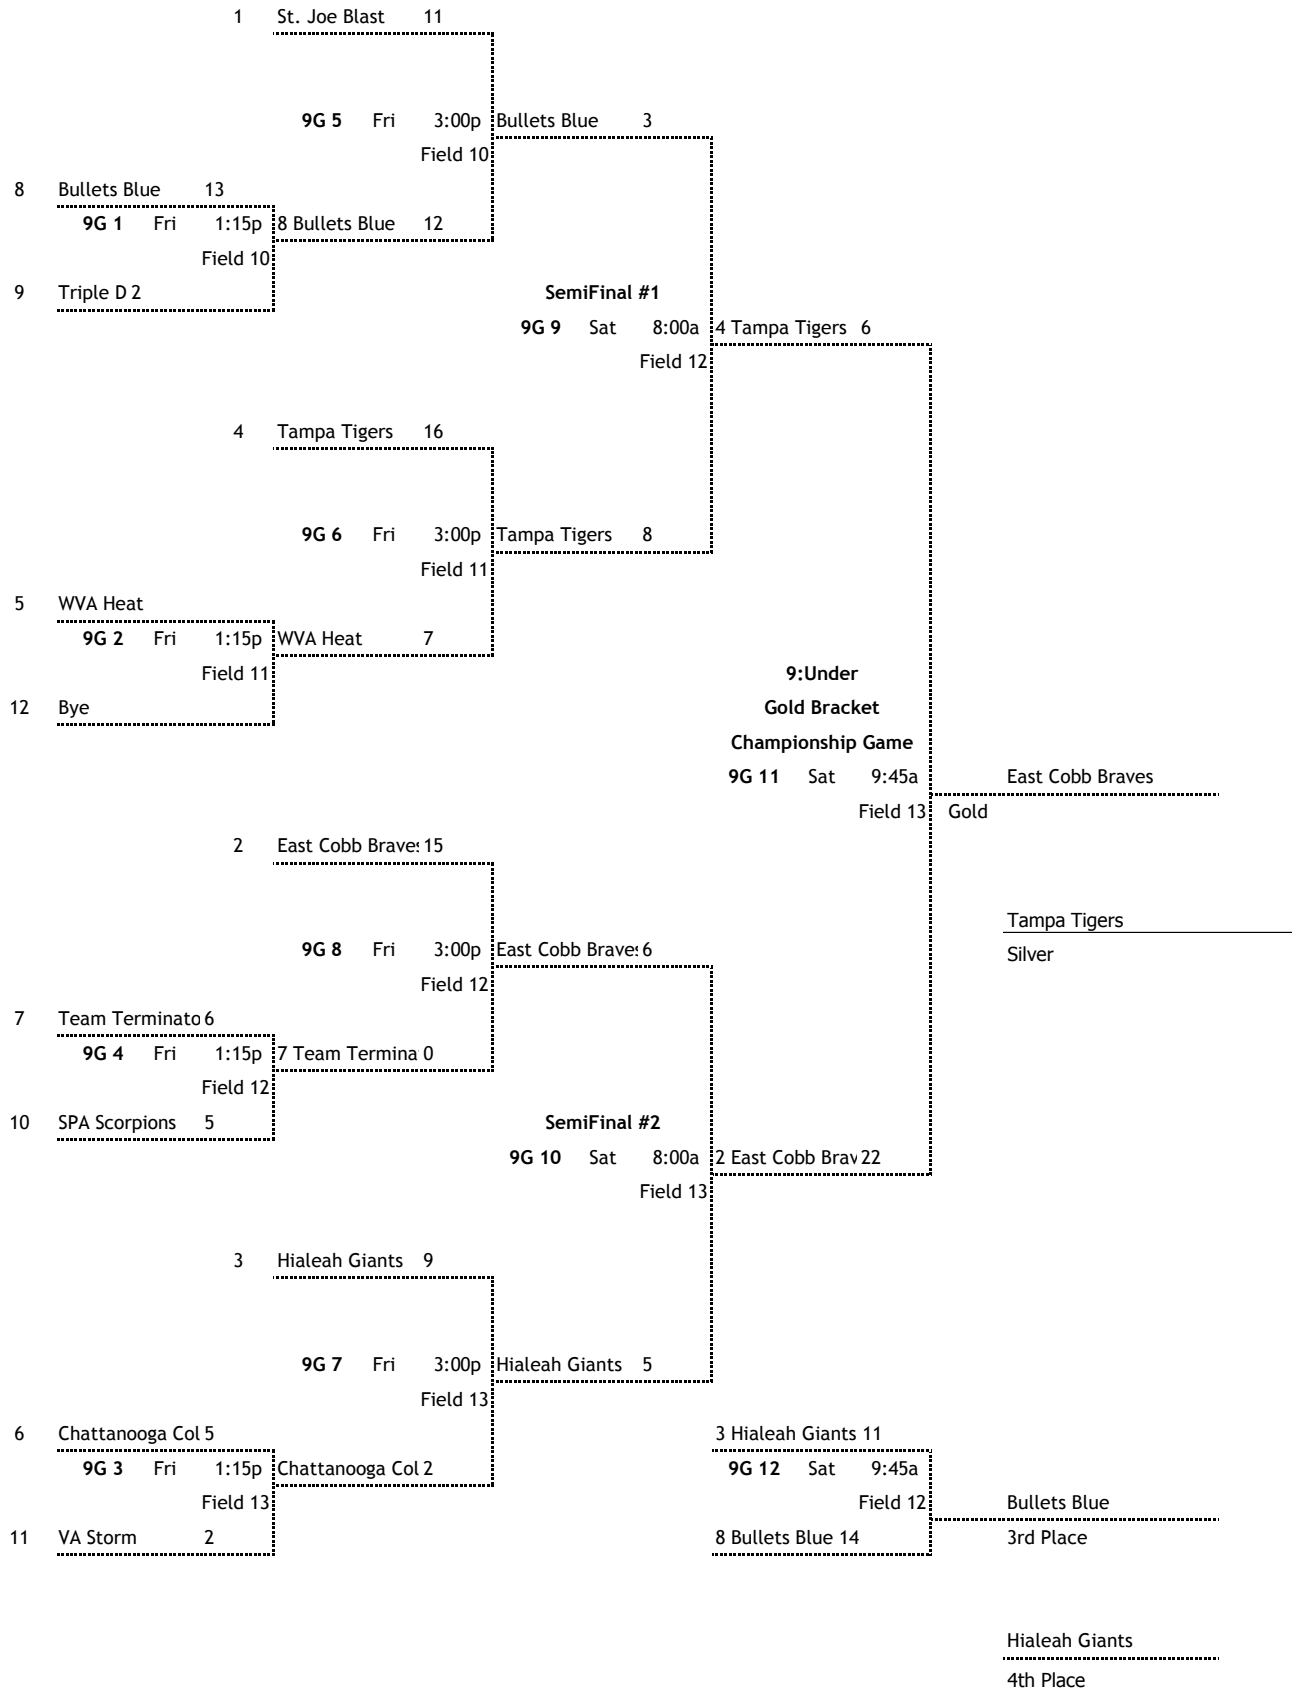 1 St. Joe Blast 11
9G 5 Fri 3:00p Bullets Blue 3
Field 10
8 Bullets Blue 13
9G 1 Fri 1:15p 8 Bullets Blue 12
Field 10
9 Triple D 2 SemiFinal #1
9G 9 Sat 8:00a 4 Tampa Tigers 6
Field 12
4 Tampa Tigers 16
9G 6 Fri 3:00p Tampa Tigers 8
Field 11
5 WVA Heat
9G 2 Fri 1:15p WVA Heat 7
Field 11 9:Under
12 Bye Gold Bracket
Championship Game
9G 11 Sat 9:45a East Cobb Braves
Field 13 Gold
2 East Cobb Braves 15
Tampa Tigers
9G 8 Fri 3:00p East Cobb Braves 6
Silver
Field 12
7 Team Terminato 6
9G 4 Fri 1:15p 7 Team Termina 0
Field 12
10 SPA Scorpions 5 SemiFinal #2
9G 10 Sat 8:00a 2 East Cobb Brav 22
Field 13
3 Hialeah Giants 9
9G 7 Fri 3:00p Hialeah Giants 5
Field 13
6 Chattanooga Col 5 3 Hialeah Giants 11
9G 3 Fri 1:15p Chattanooga Col 2 9G 12 Sat 9:45a
Field 13 Field 12 Bullets Blue
11 VA Storm 2 8 Bullets Blue 14 3rd Place
Hialeah Giants
4th Place